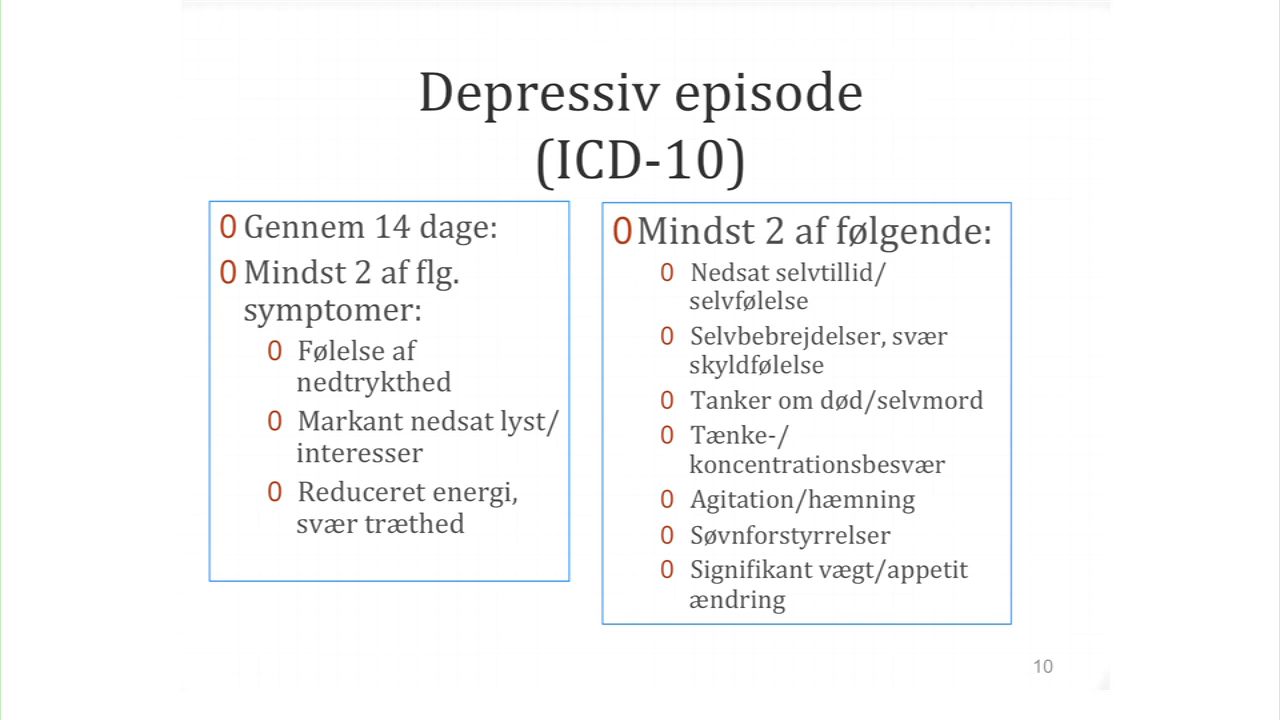 Depressiv episode
(ICD-10)
0 Gennem 14 dage:
0 Mindst 2 af flg.
symptomer:
0 Følelse af
nedtrykthed
0 Markant nedsat lyst/
interesser
0 Reduceret energi,
svær træthed
0 Mindst 2 af følgende:
0 Nedsat selvtillid/
selvfølelse
0 Selvbebrejdelser, svær
skyldfølelse
0 Tanker om død/selvmord
0 Tænke-/
koncentrationsbesvær
0 Agitation/hæmning
0 Søvnforstyrrelser
0 Signifikant vægt/appetit
ændring
10